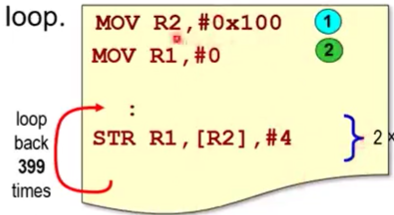 loop.
MOV R2,#0x100 1
MOV R1,#0 2
:
STR R1,[R2],#4
loop
back
399
times
2 ×